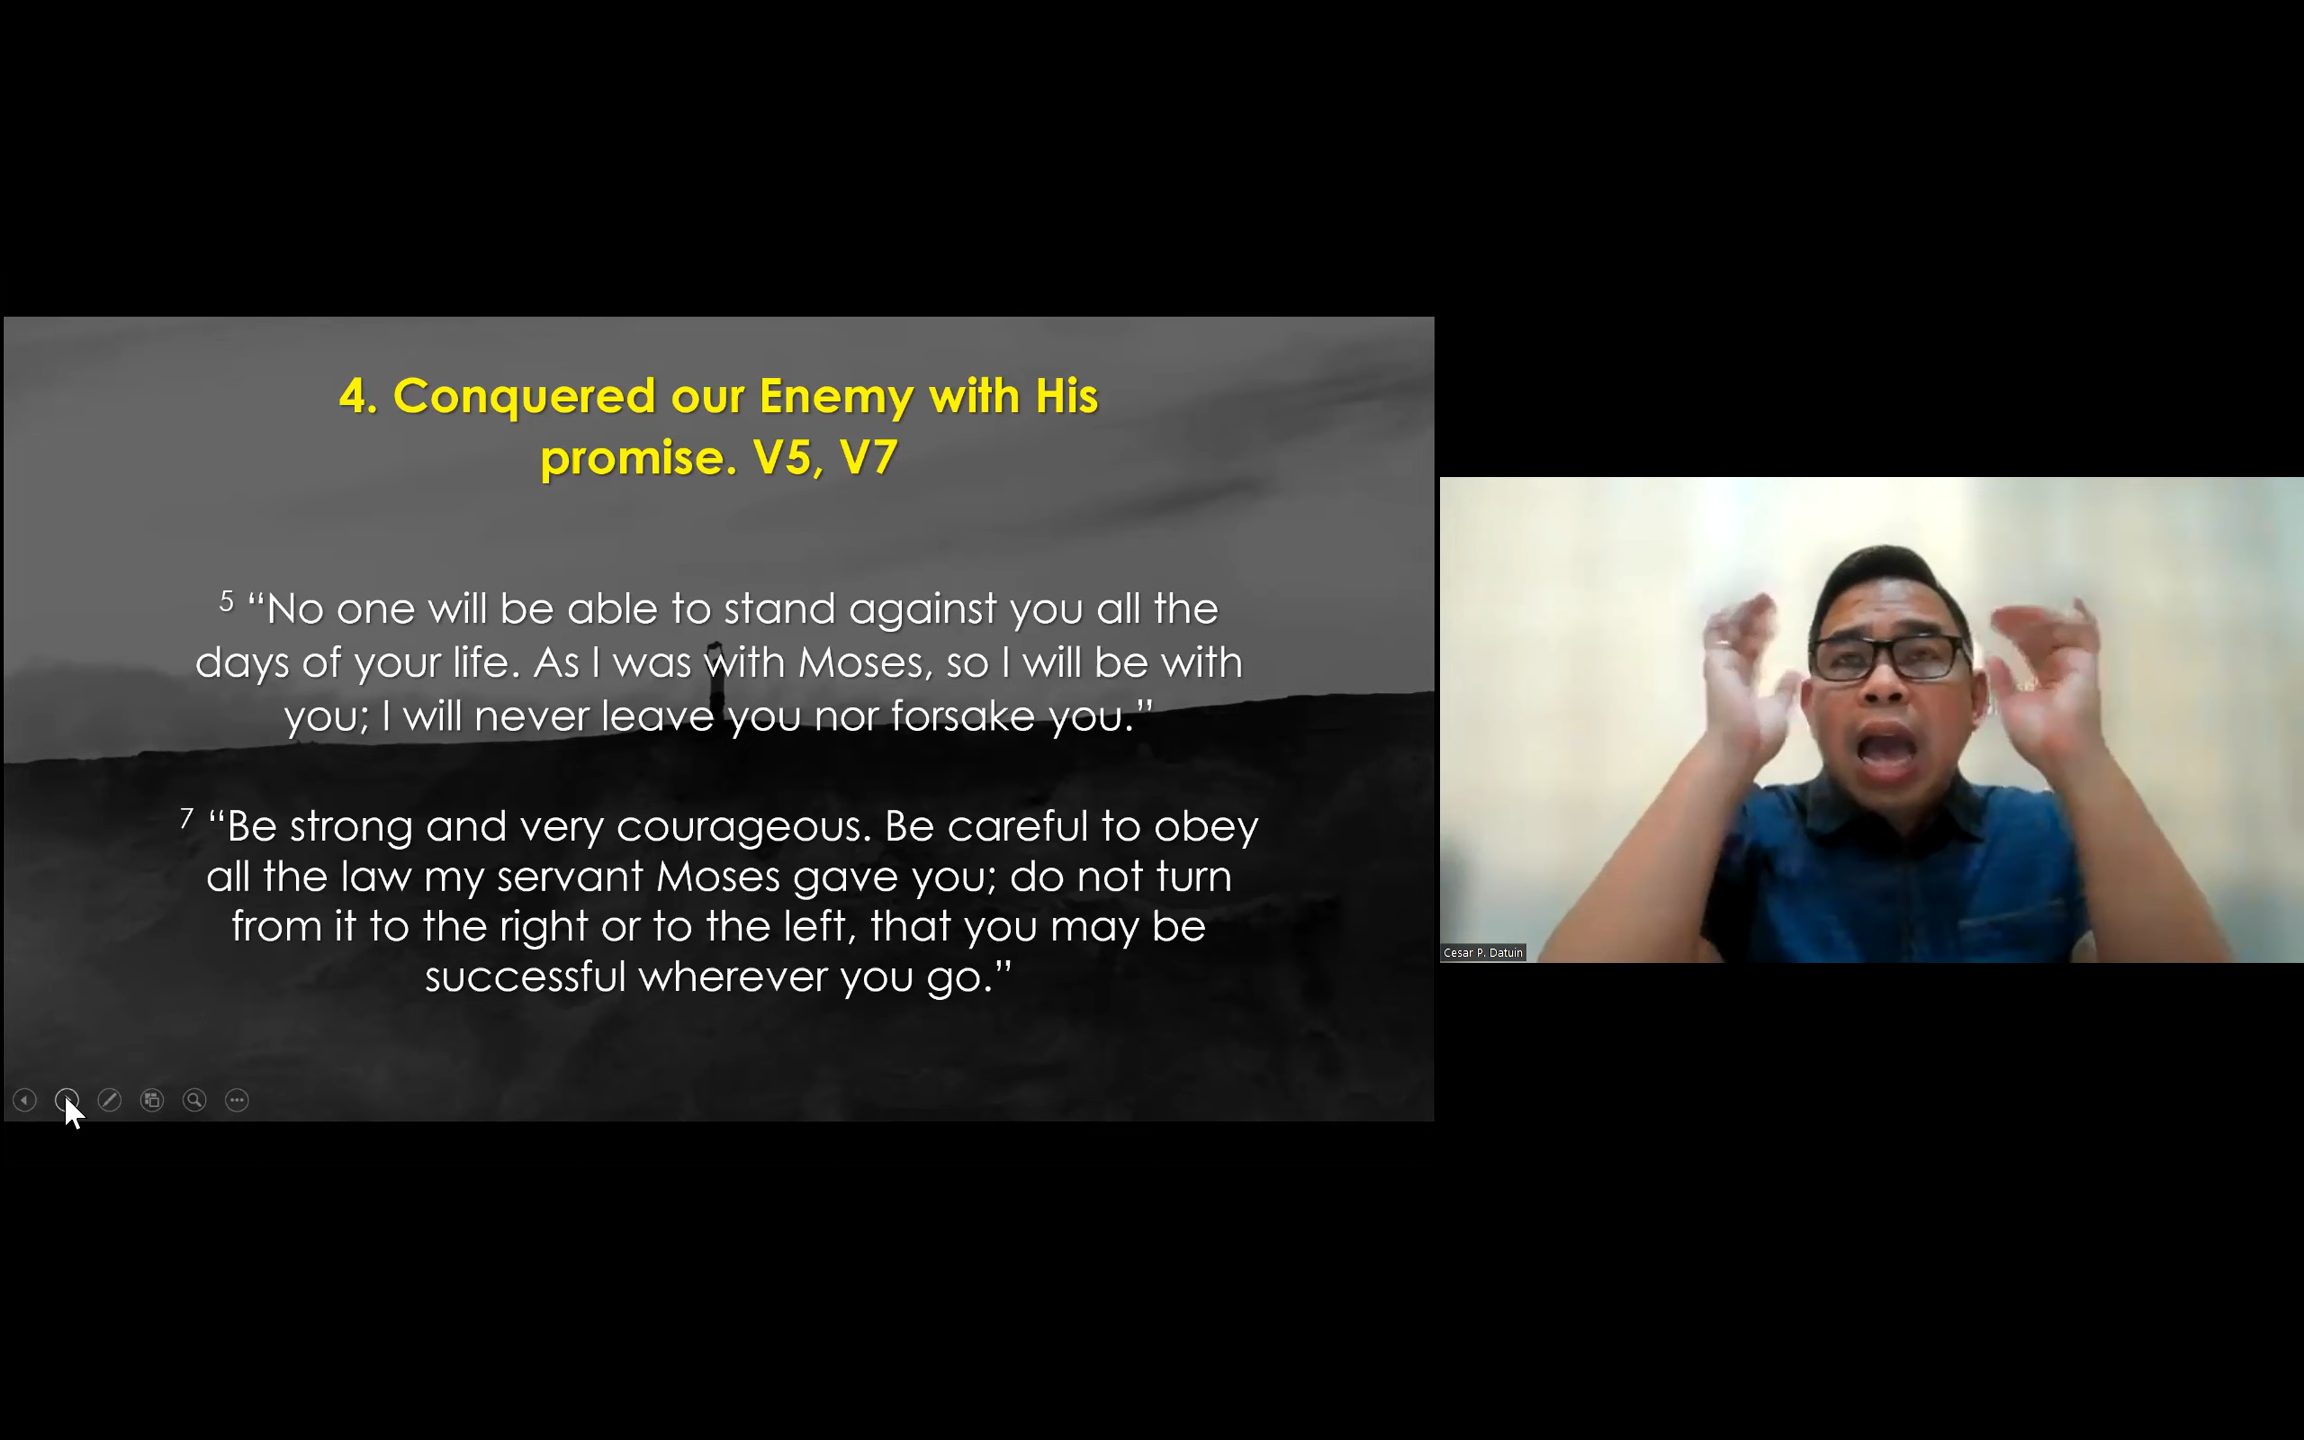 4. Conquered our Enemy with His
promise. V5, V7
5 “No one will be able to stand against you all the
days of your life. As I was with Moses, so I will be with
you; I will never leave you nor forsake you.”
7 “Be strong and very courageous. Be careful to obey
all the law my servant Moses gave you; do not turn
from it to the right or to the left, that you may be
successful wherever you go.”
Cesar P. Datuin